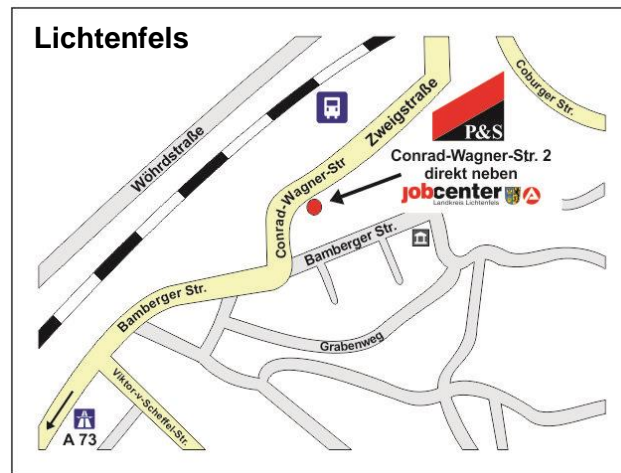 Lichtenfels
Coburger Str.
Zweigstraße
P&S
Wöhrdstraße
Conrad-Wagner-Str. 2
direkt neben
jobcenter
Landkreis Lichtenfels
Conrad-Wagner-Str
Bamberger Str.
Bamberger Str.
Grabenweg
Viktor-v-Scheffel-Str.
A 73